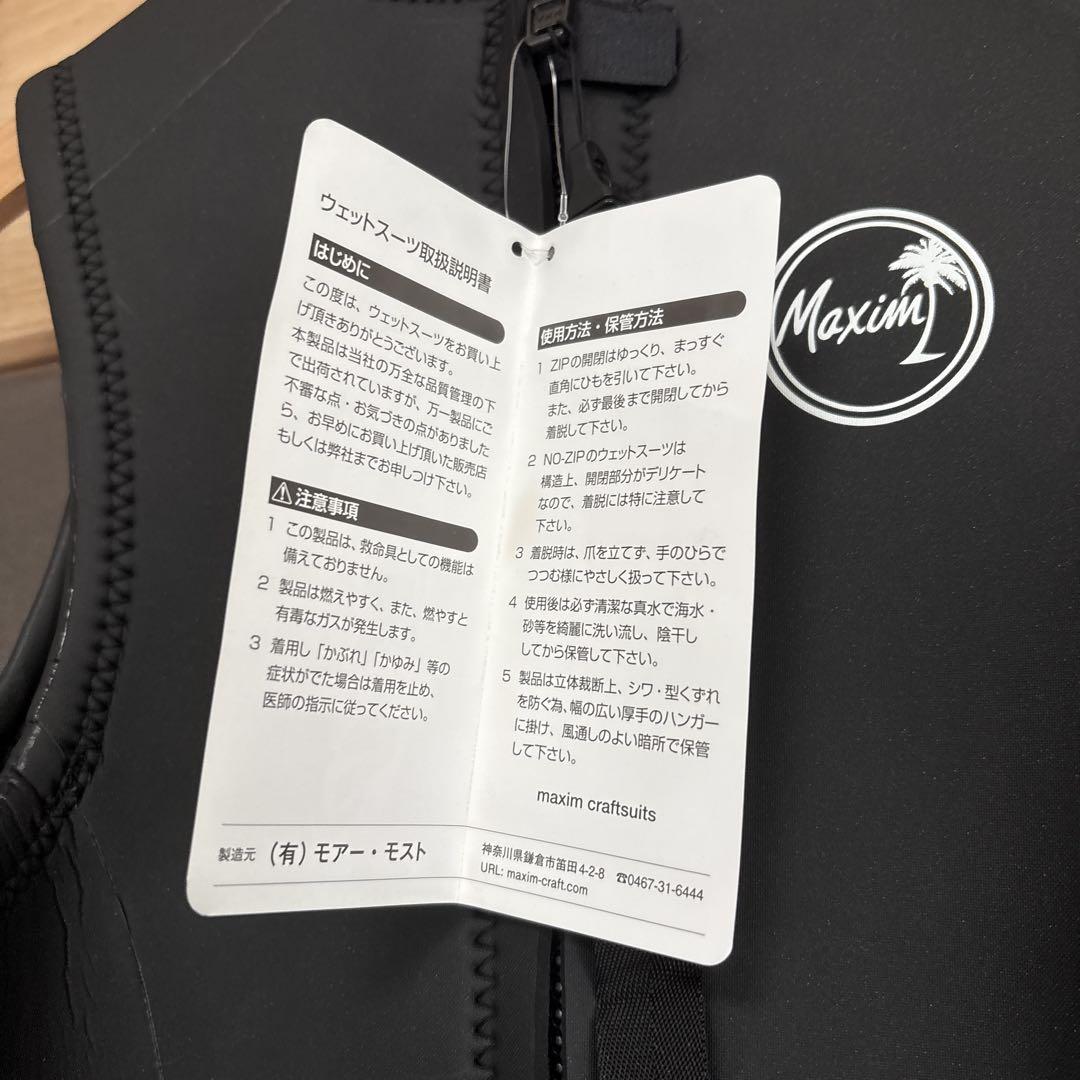 ウェットスーツ取扱説明書
はじめに
この度は、ウェットスーツをお買い上
げ頂きありがとうございます。
本製品は当社の万全な品質管理の下
で出荷されていますが、万一製品にご
不審な点・お気づきの点がありました
ら、お早めにお買い上げ頂いた販売店
もしくは弊社までお申しつけ下さい。
⚠注意事項
1 この製品は、救命具としての機能は
備えておりません。
2 製品は燃えやすく、また、燃やすと
有毒なガスが発生します。
3 着用し「かぶれ」「かゆみ」等の
症状がでた場合は着用を止め、
医師の指示に従ってください。
製造元 (有)モアー・モスト
使用方法・保管方法
1 ZIPの開閉はゆっくり、まっすぐ
直角にひもを引いて下さい。
また、必ず最後まで開閉してから
着脱して下さい。
2 NO-ZIPのウェットスーツは
構造上、開閉部分がデリケート
なので、着脱には特に注意して
下さい。
3 着脱時は、爪を立てず、手のひらで
つつむ様にやさしく扱って下さい。
4 使用後は必ず清潔な真水で海水・
砂等を綺麗に洗い流し、陰干し
してから保管して下さい。
5 製品は立体裁断上、シワ・型くずれ
を防ぐ為、幅の広い厚手のハンガー
に掛け、風通しのよい暗所で保管
して下さい。
maxim craftsuits
神奈川県鎌倉市笛田4-2-8 ☎0467-31-6444
URL: maxim-craft.com
Maxim